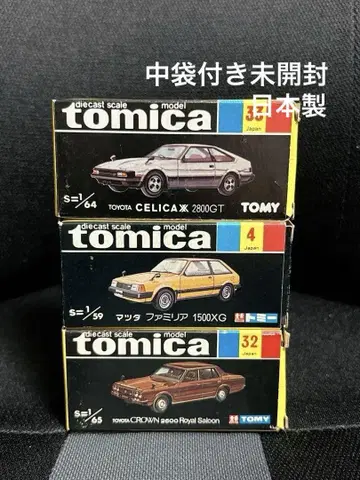 中袋付き未開封
日本製
diecast scale model
tomica
33
Japan
S=1/64
TOYOTA CELICA XX 2800GT
TOMY
diecast scale model
tomica
4
Japan
S=1/59
マツダ ファミリア 1500XG
トミー
diecast scale model
tomica
32
Japan
S=1/65
TOYOTA CROWN 2800 Royal Saloon
TOMY